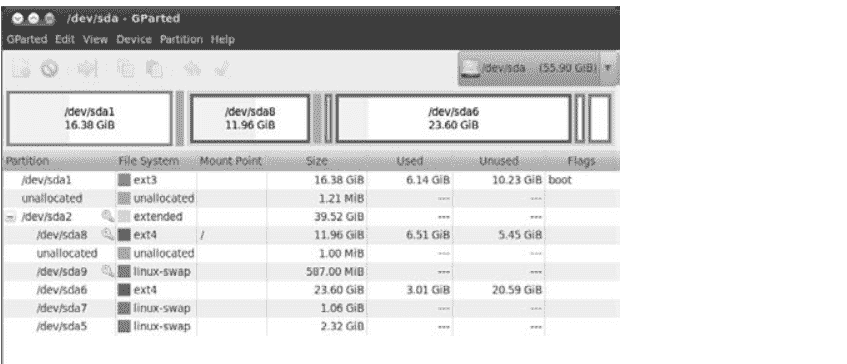 /dev/sda - GParted
GParted Edit View Device Partition Help
/dev/sda (55.90 GiB)
/dev/sda1 /dev/sda8 /dev/sda6
16.38 GiB 11.96 GiB 23.60 GiB
Partition File System Mount Point Size Used Unused Flags
/dev/sda1 ext3 16.38 GiB 6.14 GiB 10.23 GiB boot
unallocated unallocated 1.21 MiB --- ---
/dev/sda2 extended 39.52 GiB --- ---
/dev/sda8 ext4 / 11.96 GiB 6.51 GiB 5.45 GiB
unallocated unallocated 1.00 MiB --- ---
/dev/sda9 linux-swap 587.00 MiB --- ---
/dev/sda6 ext4 23.60 GiB 3.01 GiB 20.59 GiB
/dev/sda7 linux-swap 1.06 GiB --- ---
/dev/sda5 linux-swap 2.32 GiB --- ---